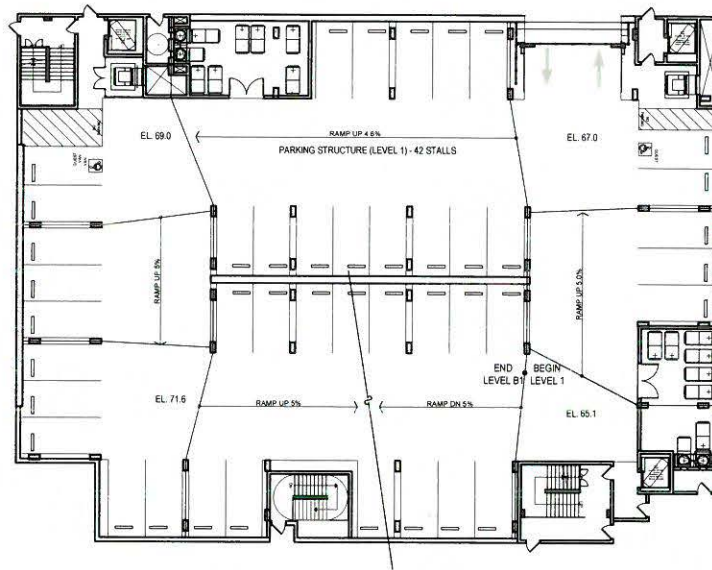 EL. 69.0
RAMP UP 4.6%
EL. 67.0
PARKING STRUCTURE (LEVEL 1) - 42 STALLS
RAMP UP 5%
RAMP UP 5.0%
END
LEVEL B1
BEGIN
LEVEL 1
EL. 71.6
RAMP UP 5%
RAMP DN 5%
EL. 65.1